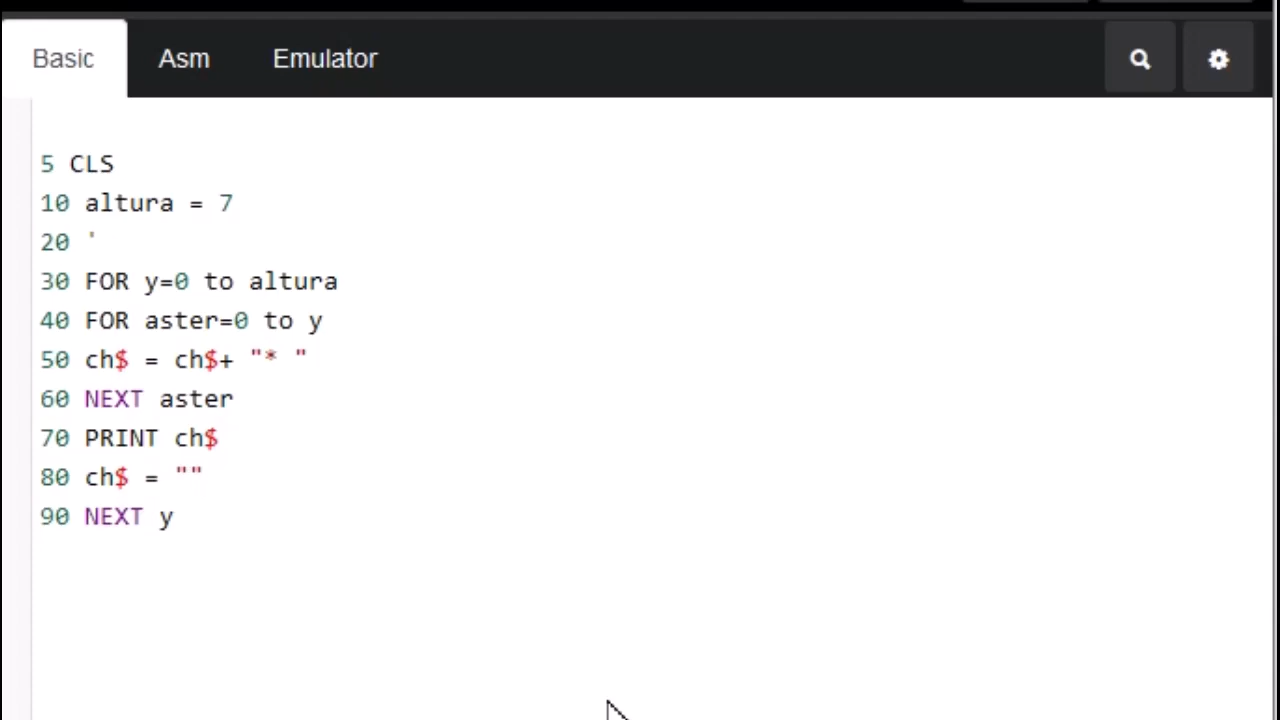 Basic Asm Emulator
5 CLS
10 altura = 7
20 '
30 FOR y=0 to altura
40 FOR aster=0 to y
50 ch$ = ch$+ "* "
60 NEXT aster
70 PRINT ch$
80 ch$ = ""
90 NEXT y